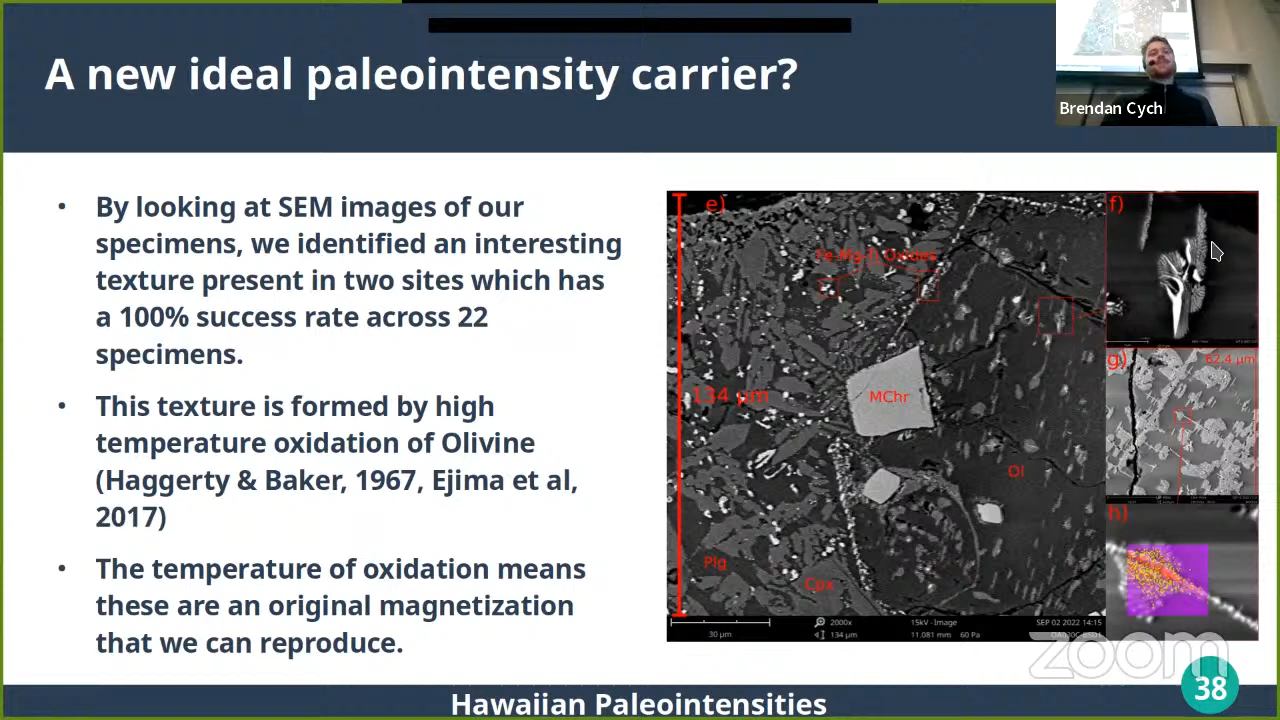 A new ideal paleointensity carrier?
Brendan Cych
• By looking at SEM images of our
specimens, we identified an interesting
texture present in two sites which has
a 100% success rate across 22
specimens.
• This texture is formed by high
temperature oxidation of Olivine
(Haggerty & Baker, 1967, Ejima et al,
2017)
• The temperature of oxidation means
these are an original magnetization
that we can reproduce.
e)
Fe-Mg-Ti Oxides
134 µm
MChr
Ol
Plg
Cpx
f)
g)
62.4 µm
h)
30 µm
2000x
134 µm
15kV - Image
11.081 mm 60 Pa
SEP 02 2022 14:15
zoom
38
Hawaiian Paleointensities